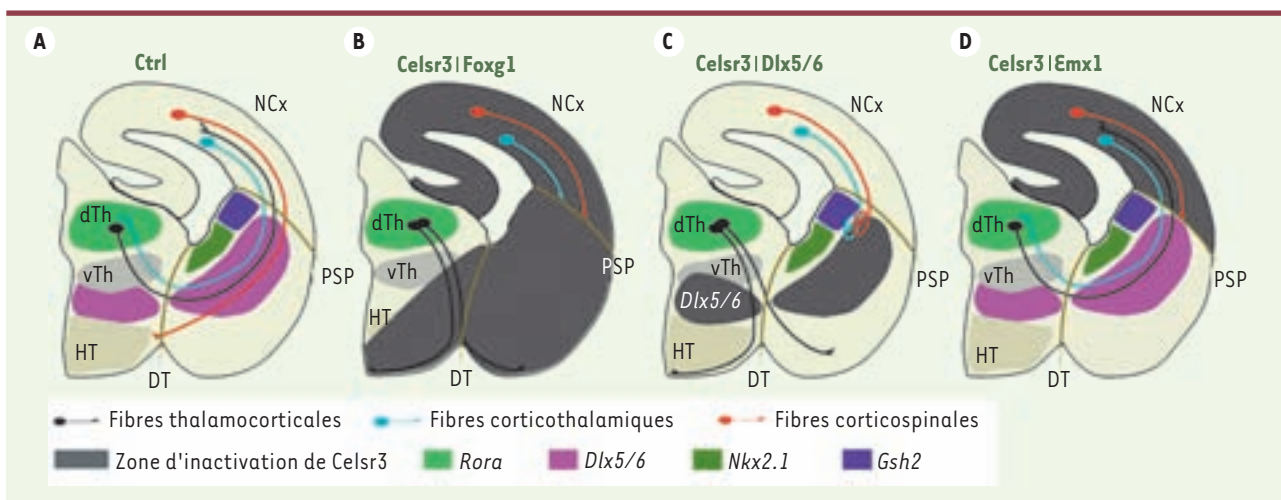 A
Ctrl
NCx
dTh
vTh
PSP
HT
DT
B
Celsr3|Foxg1
NCx
dTh
vTh
PSP
HT
DT
C
Celsr3|Dlx5/6
NCx
dTh
vTh
Dlx5/6
PSP
HT
DT
D
Celsr3|Emx1
NCx
dTh
vTh
PSP
HT
DT
Fibres thalamocorticales
Fibres corticothalamiques
Fibres corticospinales
Zone d'inactivation de Celsr3
Rora
Dlx5/6
Nkx2.1
Gsh2